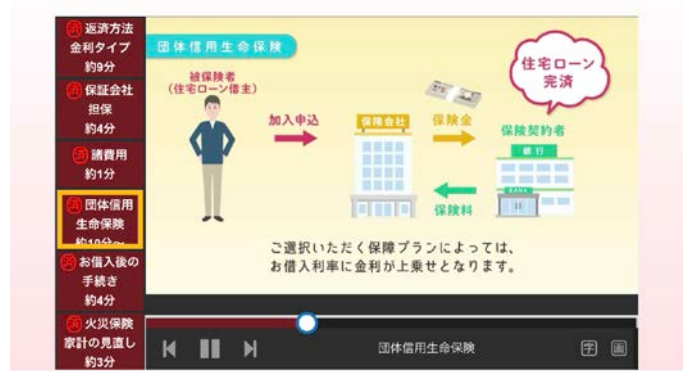 済 返済方法
金利タイプ
約9分
済 保証会社
担保
約4分
済 諸費用
約1分
済 団体信用
生命保険
約10分~
済 お借入後の
手続き
約4分
済 火災保険
家計の見直し
約3分
団体信用生命保険
被保険者
(住宅ローン借主)
加入申込
保険会社
保険金
住宅ローン
完済
保険契約者
銀行
BANK
保険料
ご選択いただく保障プランによっては、
お借入利率に金利が上乗せとなります。
団体信用生命保険
字
画